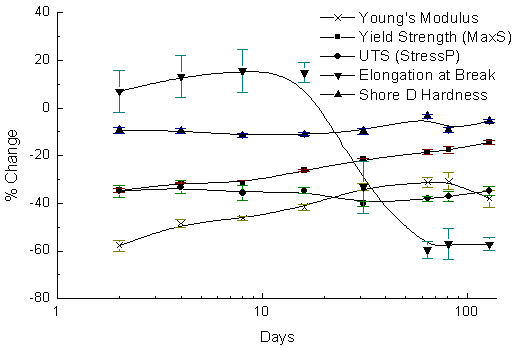 Young's Modulus
Yield Strength (MaxS)
UTS (StressP)
Elongation at Break
Shore D Hardness
% Change
40
20
0
-20
-40
-60
-80
1
10
100
Days